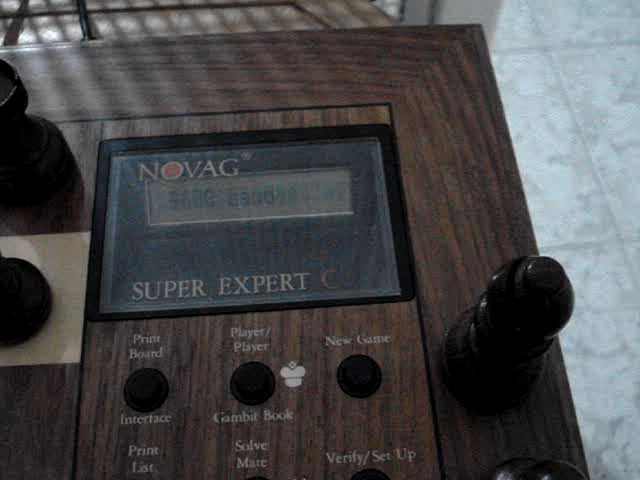 NOVAG®
SUPER EXPERT C
Print Board
Player/ Player
New Game
Interface
Gambit Book
Print List
Solve Mate
Verify/Set Up